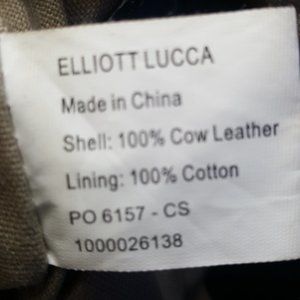 ELLIOTT LUCCA
Made in China
Shell: 100% Cow Leather
Lining: 100% Cotton
PO 6157 - CS
1000026138